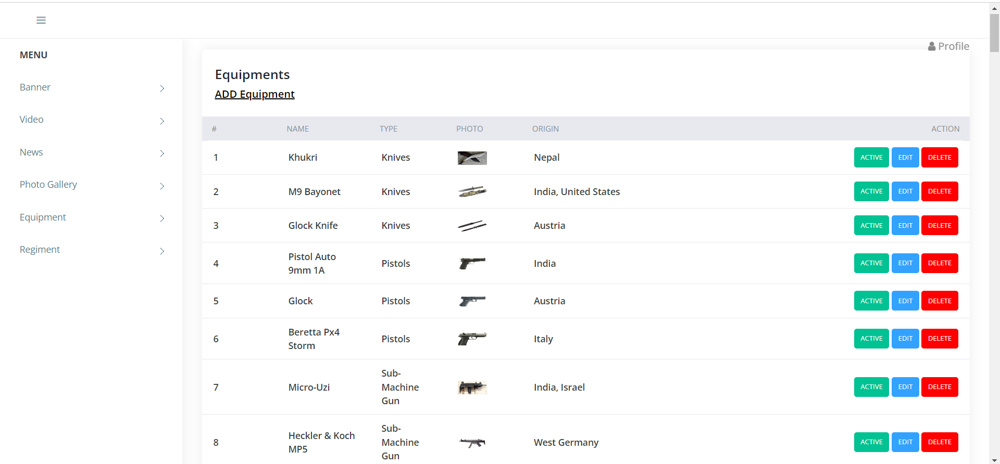 Profile
MENU
Banner
Video
News
Photo Gallery
Equipment
Regiment
Equipments
ADD Equipment
# NAME TYPE PHOTO ORIGIN ACTION
1 Khukri Knives Nepal ACTIVE EDIT DELETE
2 M9 Bayonet Knives India, United States ACTIVE EDIT DELETE
3 Glock Knife Knives Austria ACTIVE EDIT DELETE
4 Pistol Auto
9mm 1A Pistols India ACTIVE EDIT DELETE
5 Glock Pistols Austria ACTIVE EDIT DELETE
6 Beretta Px4
Storm Pistols Italy ACTIVE EDIT DELETE
7 Micro-Uzi Sub-
Machine
Gun India, Israel ACTIVE EDIT DELETE
8 Heckler & Koch
MP5 Sub-
Machine
Gun West Germany ACTIVE EDIT DELETE